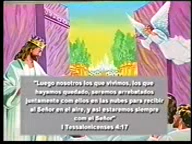 "Luego nosotros los que vivimos, los que
hayamos quedado, seremos arrebatados
juntamente con ellos en las nubes para recibir
al Señor en el aire, y así estaremos siempre
con el Señor"
I Tessalonicenses 4:17